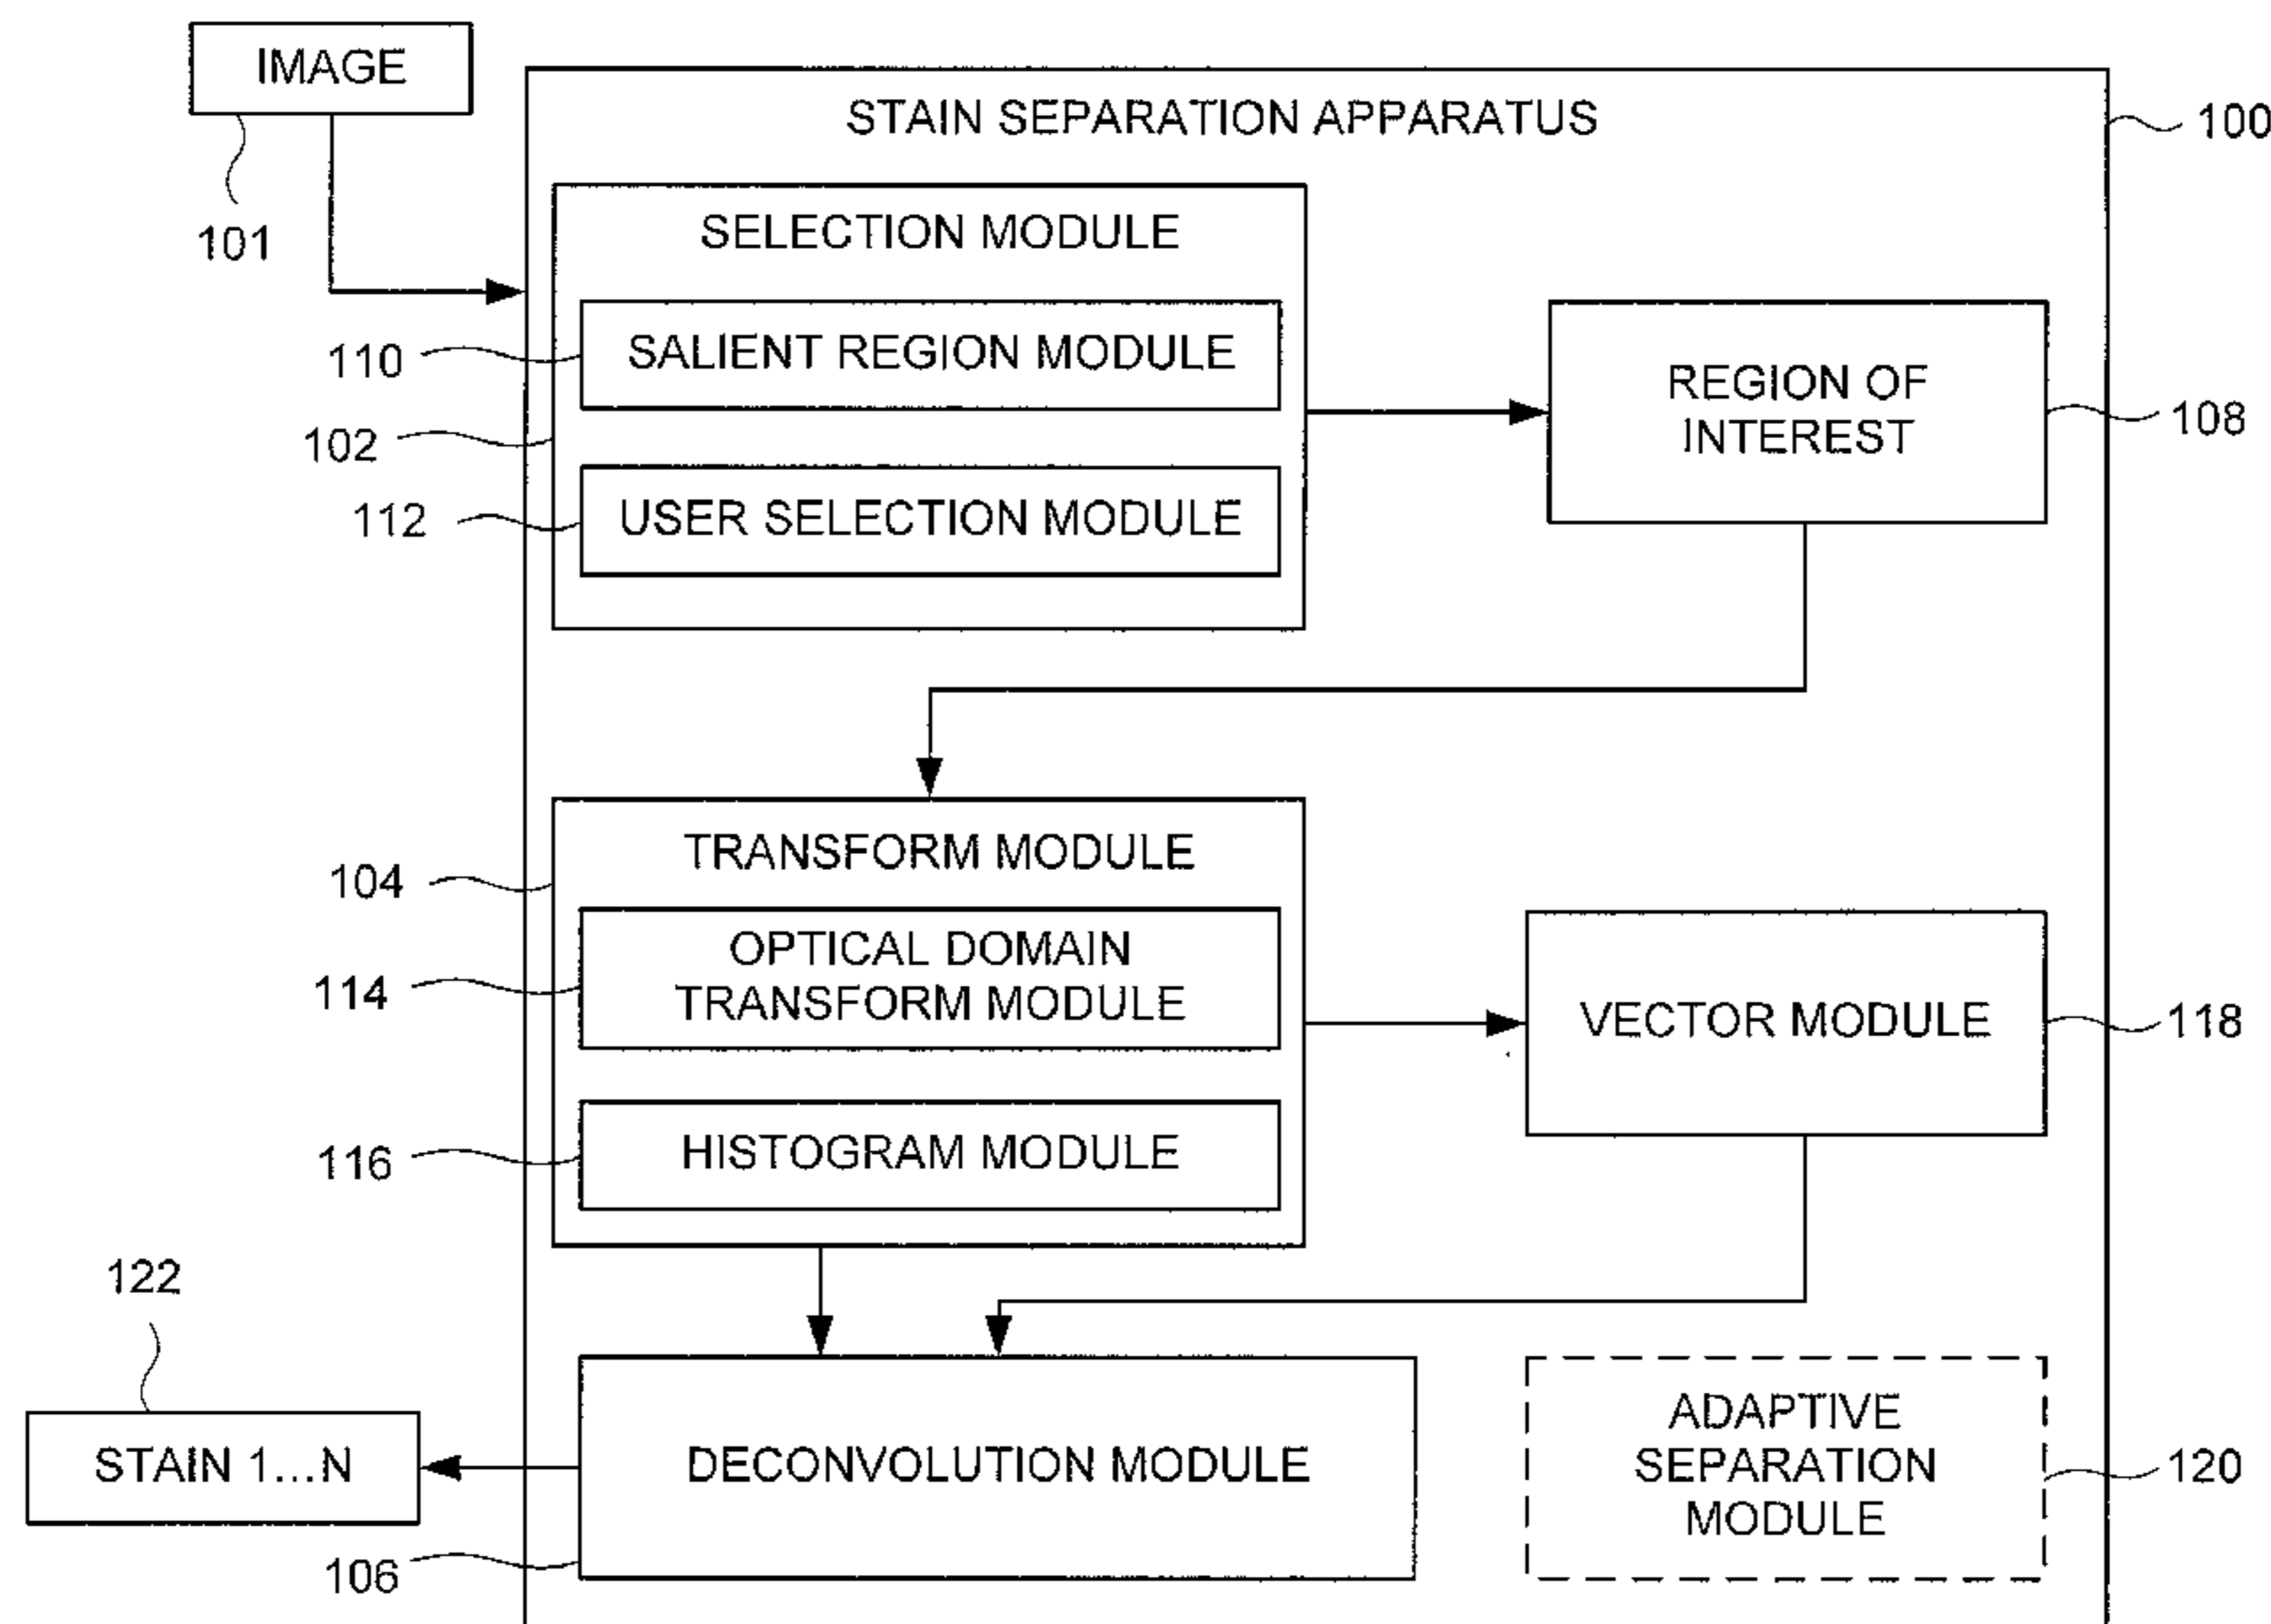 IMAGE
101
STAIN SEPARATION APPARATUS
100
SELECTION MODULE
110
SALIENT REGION MODULE
102
112
USER SELECTION MODULE
REGION OF
INTEREST
108
TRANSFORM MODULE
104
OPTICAL DOMAIN
TRANSFORM MODULE
114
HISTOGRAM MODULE
116
VECTOR MODULE
118
122
STAIN 1...N
DECONVOLUTION MODULE
106
ADAPTIVE
SEPARATION
MODULE
120